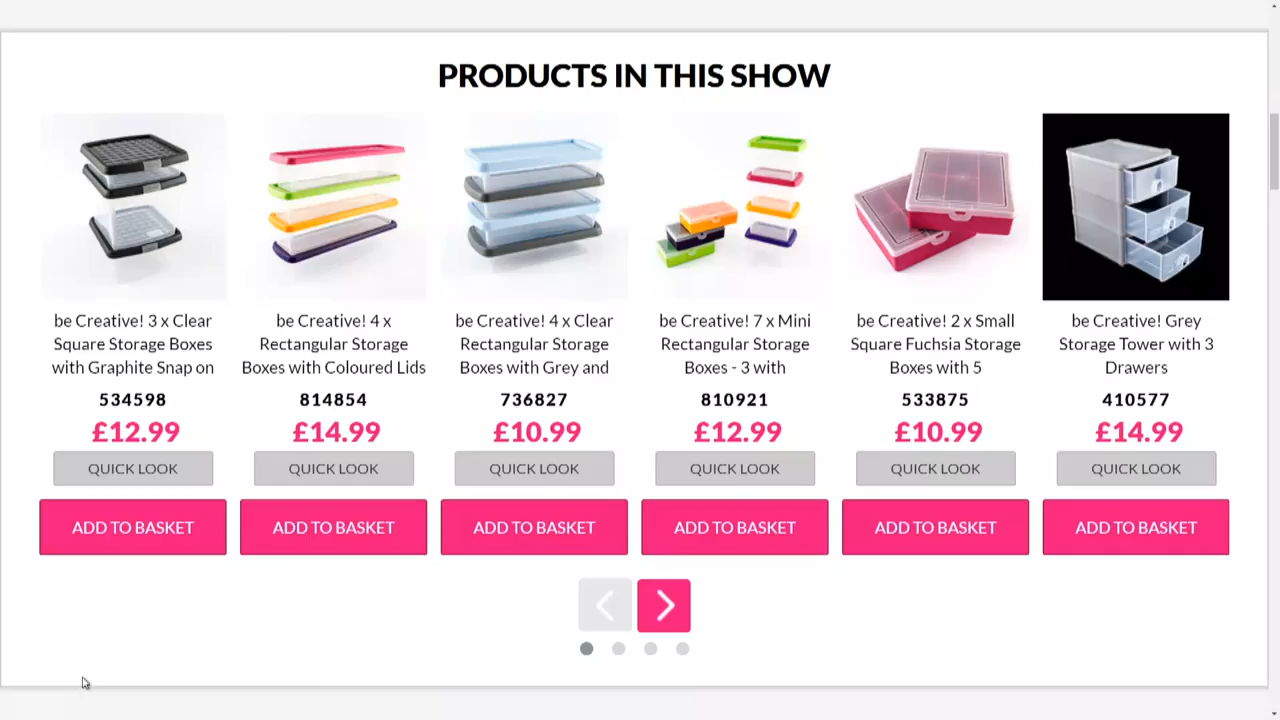 PRODUCTS IN THIS SHOW
be Creative! 3 x Clear
Square Storage Boxes
with Graphite Snap on
534598
£12.99
QUICK LOOK
ADD TO BASKET
be Creative! 4 x
Rectangular Storage
Boxes with Coloured Lids
814854
£14.99
QUICK LOOK
ADD TO BASKET
be Creative! 4 x Clear
Rectangular Storage
Boxes with Grey and
736827
£10.99
QUICK LOOK
ADD TO BASKET
be Creative! 7 x Mini
Rectangular Storage
Boxes - 3 with
810921
£12.99
QUICK LOOK
ADD TO BASKET
be Creative! 2 x Small
Square Fuchsia Storage
Boxes with 5
533875
£10.99
QUICK LOOK
ADD TO BASKET
be Creative! Grey
Storage Tower with 3
Drawers
410577
£14.99
QUICK LOOK
ADD TO BASKET